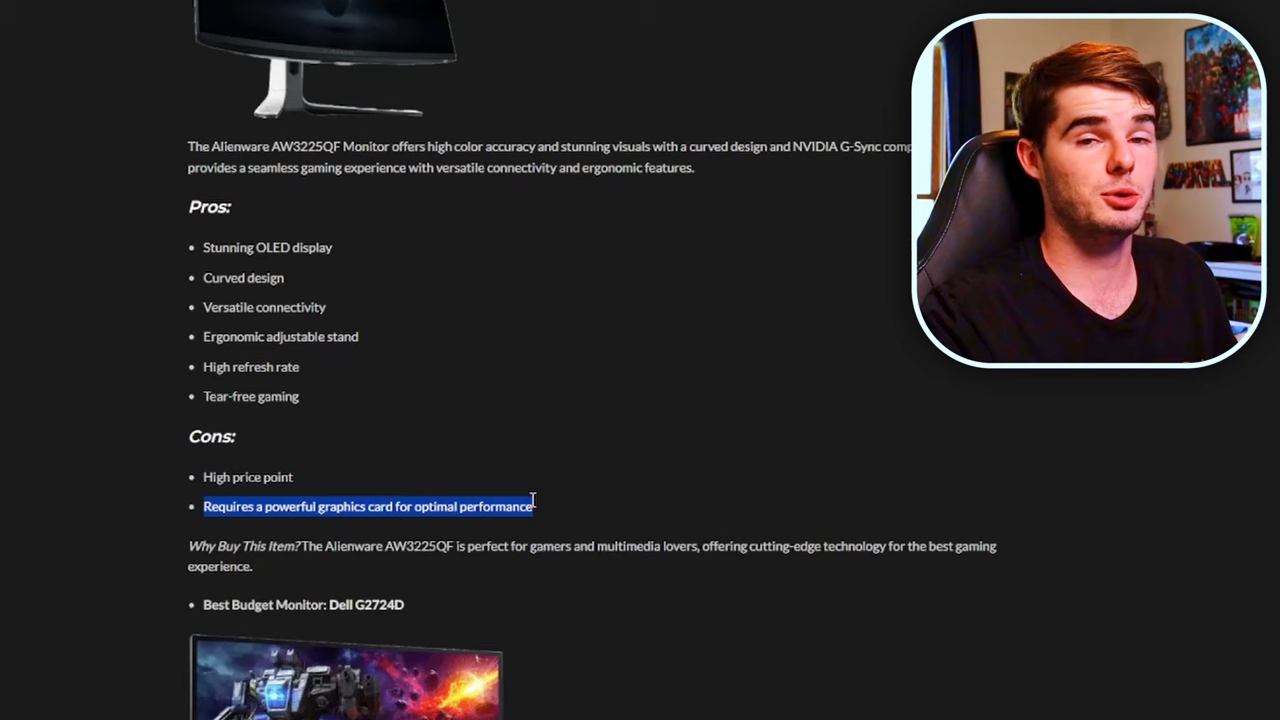 The Alienware AW3225QF Monitor offers high color accuracy and stunning visuals with a curved design and NVIDIA G-Sync
provides a seamless gaming experience with versatile connectivity and ergonomic features.
Pros:
• Stunning OLED display
• Curved design
• Versatile connectivity
• Ergonomic adjustable stand
• High refresh rate
• Tear-free gaming
Cons:
• High price point
• Requires a powerful graphics card for optimal performance
Why Buy This Item? The Alienware AW3225QF is perfect for gamers and multimedia lovers, offering cutting-edge technology for the best gaming
experience.
• Best Budget Monitor: Dell G2724D